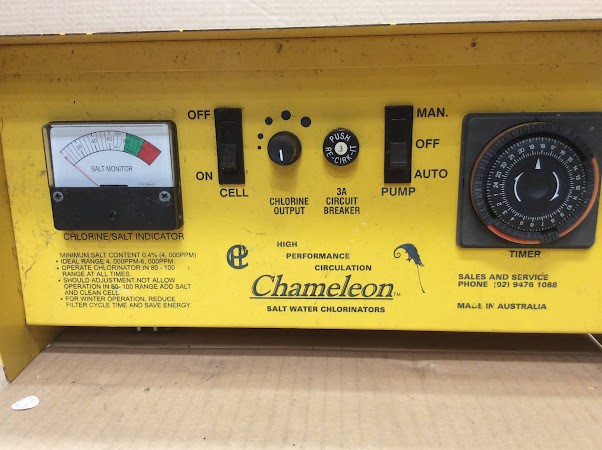 OFF
ON
CELL
CHLORINE
OUTPUT
PUSH
3
RE-CIRK-IT
3A
CIRCUIT
BREAKER
MAN.
OFF
AUTO
PUMP
TIMER
SALT MONITOR
CHLORINE/SALT INDICATOR
MINIMUM SALT CONTENT 0.4% (4, 000PPM)
• IDEAL RANGE 4, 000PPM-6, 000PPM.
• OPERATE CHLORINATOR IN 80 - 100
RANGE AT ALL TIMES.
• SHOULD ADJUSTMENT NOT ALLOW
OPERATION IN 80- 100 RANGE ADD SALT
AND CLEAN CELL.
• FOR WINTER OPERATION, REDUCE
FILTER CYCLE TIME AND SAVE ENERGY.
HIGH
PERFORMANCE
CIRCULATION
Chameleon TM
SALT WATER CHLORINATORS
SALES AND SERVICE
PHONE (02) 9476 1088
MADE IN AUSTRALIA